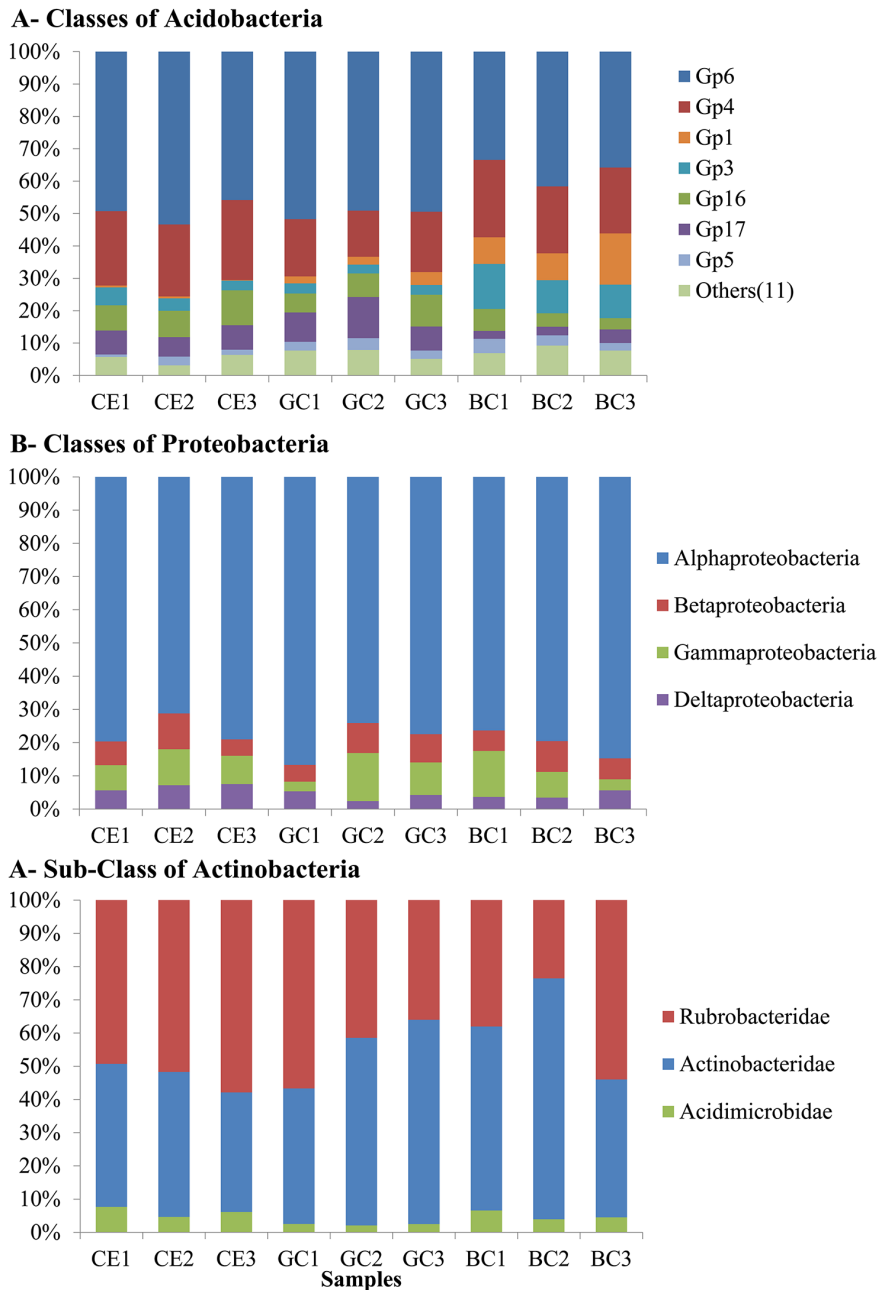 A- Classes of Acidobacteria
100%
90%
80%
70%
60%
50%
40%
30%
20%
10%
0%
CE1 CE2 CE3 GC1 GC2 GC3 BC1 BC2 BC3
Gp6
Gp4
Gp1
Gp3
Gp16
Gp17
Gp5
Others(11)
B- Classes of Proteobacteria
100%
90%
80%
70%
60%
50%
40%
30%
20%
10%
0%
CE1 CE2 CE3 GC1 GC2 GC3 BC1 BC2 BC3
Alphaproteobacteria
Betaproteobacteria
Gammaproteobacteria
Deltaproteobacteria
A- Sub-Class of Actinobacteria
100%
90%
80%
70%
60%
50%
40%
30%
20%
10%
0%
CE1 CE2 CE3 GC1 GC2 GC3 BC1 BC2 BC3
Samples
Rubrobacteridae
Actinobacteridae
Acidimicrobidae